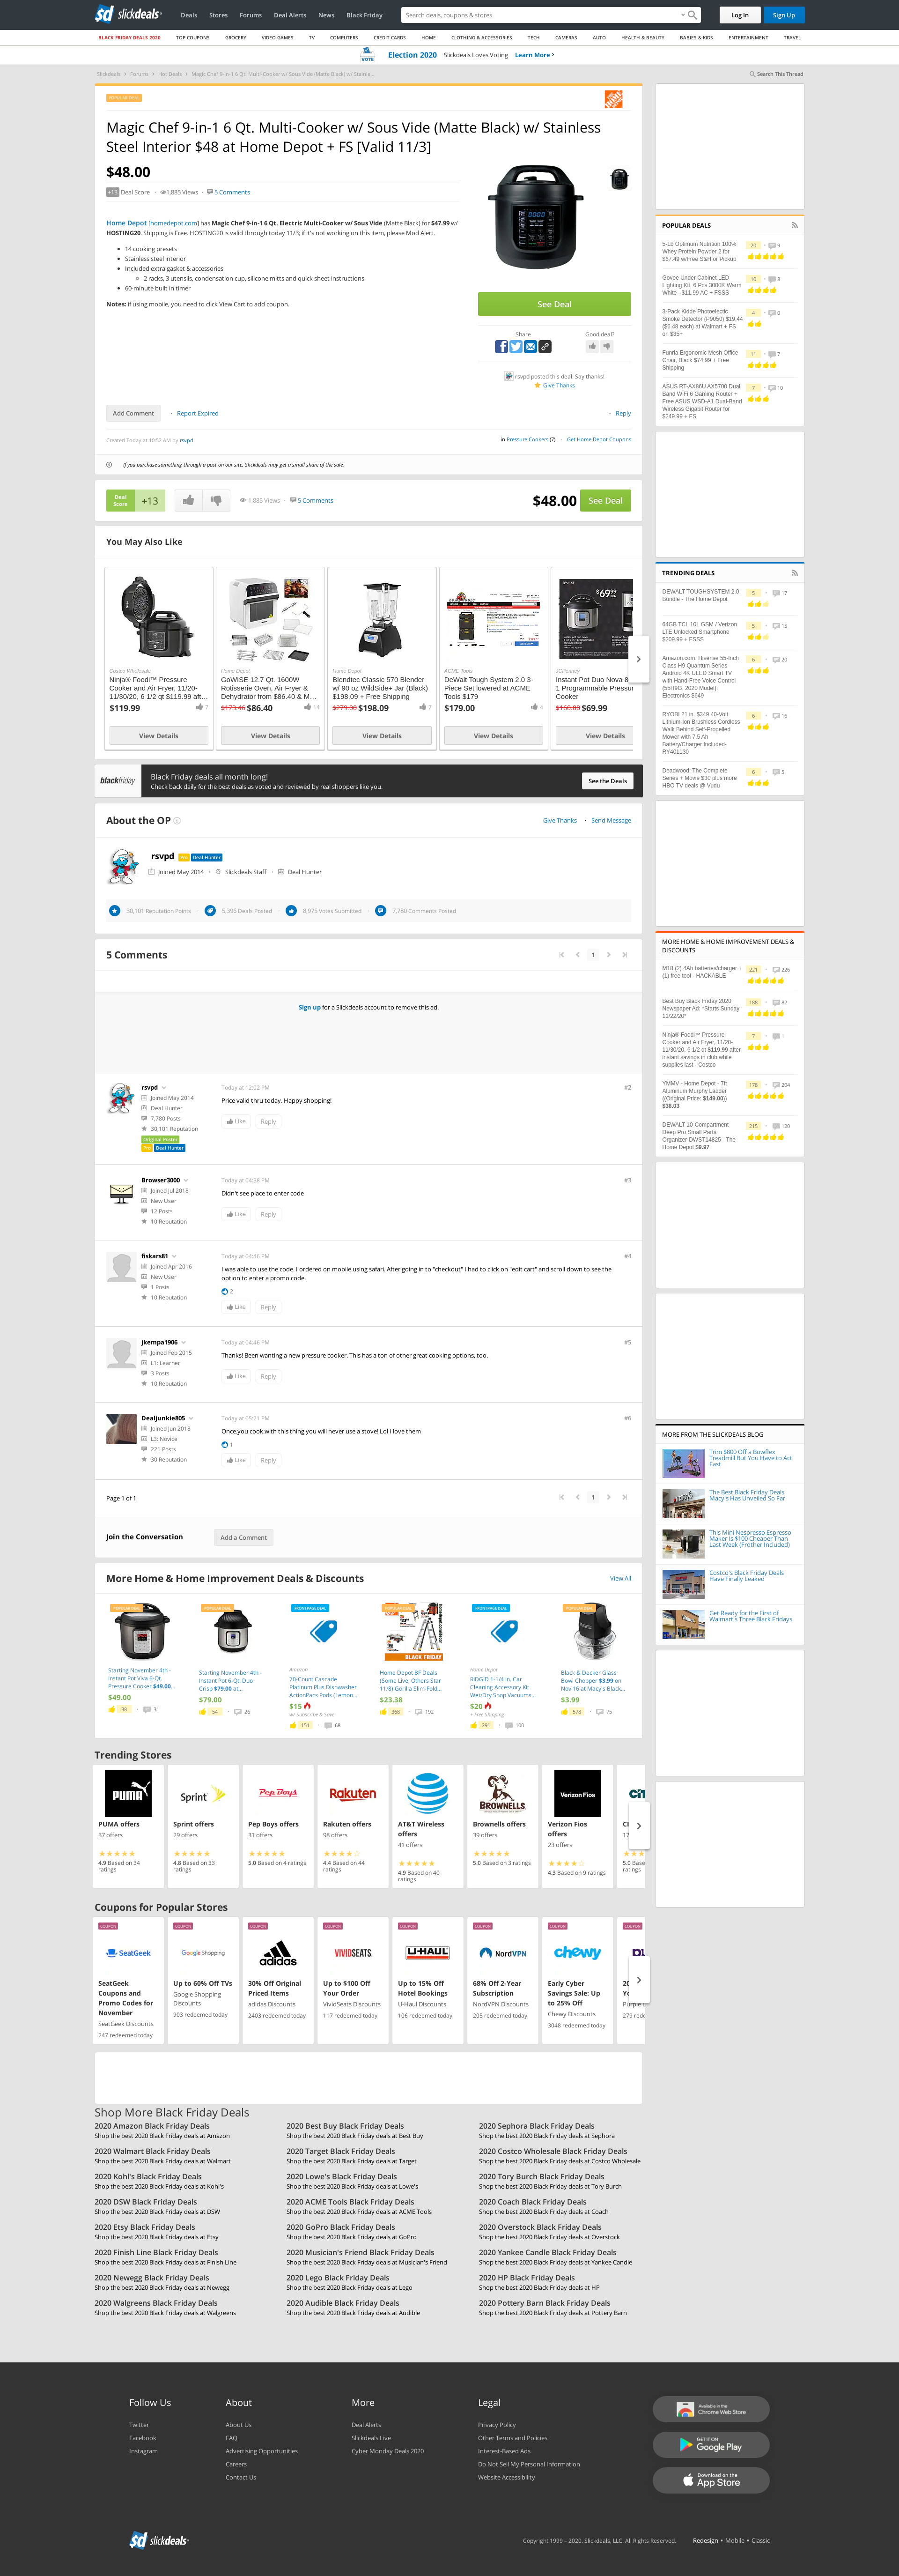 slickdeals
Deals Stores Forums Deal Alerts News Black Friday
Search deals, coupons & stores
Log In
Sign Up
BLACK FRIDAY DEALS 2020 TOP COUPONS GROCERY VIDEO GAMES TV COMPUTERS CREDIT CARDS HOME CLOTHING & ACCESSORIES TECH CAMERAS AUTO HEALTH & BEAUTY BABIES & KIDS ENTERTAINMENT TRAVEL
VOTE Election 2020 Slickdeals Loves Voting Learn More
Slickdeals Forums Hot Deals Magic Chef 9-in-1 6 Qt. Multi-Cooker w/ Sous Vide (Matte Black) w/ Stainle...
Search This Thread
POPULAR DEAL
Magic Chef 9-in-1 6 Qt. Multi-Cooker w/ Sous Vide (Matte Black) w/ Stainless
Steel Interior $48 at Home Depot + FS [Valid 11/3]
$48.00
+13 Deal Score 1,885 Views 5 Comments
Home Depot [homedepot.com] has Magic Chef 9-in-1 6 Qt. Electric Multi-Cooker w/ Sous Vide (Matte Black) for $47.99 w/
HOSTING20. Shipping is Free. HOSTING20 is valid through today 11/3; if it's not working on this item, please Mod Alert.
14 cooking presets
Stainless steel interior
Included extra gasket & accessories
2 racks, 3 utensils, condensation cup, silicone mitts and quick sheet instructions
60-minute built in timer
Notes: if using mobile, you need to click View Cart to add coupon.
See Deal
Share
Good deal?
rsvpd posted this deal. Say thanks!
Give Thanks
Add Comment Report Expired
Reply
Created Today at 10:52 AM by rsvpd
in Pressure Cookers (7) Get Home Depot Coupons
If you purchase something through a post on our site, Slickdeals may get a small share of the sale.
Deal Score +13
1,885 Views 5 Comments
$48.00 See Deal
You May Also Like
Costco Wholesale
Ninja® Foodi™ Pressure
Cooker and Air Fryer, 11/20-
11/30/20, 6 1/2 qt $119.99 aft...
$119.99 7
View Details
Home Depot
GoWISE 12.7 Qt. 1600W
Rotisserie Oven, Air Fryer &
Dehydrator from $86.40 & M...
$173.46 $86.40 14
View Details
Home Depot
Blendtec Classic 570 Blender
w/ 90 oz WildSide+ Jar (Black)
$198.09 + Free Shipping
$279.00 $198.09 7
View Details
ACME Tools
DeWalt Tough System 2.0 3-
Piece Set lowered at ACME
Tools $179
$179.00 4
View Details
$69.99
JCPenney
Instant Pot Duo Nova 8
1 Programmable Pressur
Cooker
$160.00 $69.99
View Details
blackfriday
Black Friday deals all month long!
Check back daily for the best deals as voted and reviewed by real shoppers like you.
See the Deals
About the OP
Give Thanks Send Message
rsvpd Pro Deal Hunter
Joined May 2014 Slickdeals Staff Deal Hunter
30,101 Reputation Points 5,396 Deals Posted 8,975 Votes Submitted 7,780 Comments Posted
5 Comments
1
Sign up for a Slickdeals account to remove this ad.
rsvpd
Joined May 2014
Deal Hunter
7,780 Posts
30,101 Reputation
Original Poster
Pro Deal Hunter
Today at 12:02 PM
#2
Price valid thru today. Happy shopping!
Like Reply
Browser3000
Joined Jul 2018
New User
12 Posts
10 Reputation
Today at 04:38 PM
#3
Didn't see place to enter code
Like Reply
fiskars81
Joined Apr 2016
New User
1 Posts
10 Reputation
Today at 04:46 PM
#4
I was able to use the code. I ordered on mobile using safari. After going in to "checkout" I had to click on "edit cart" and scroll down to see the
option to enter a promo code.
2
Like Reply
jkempa1906
Joined Feb 2015
L1: Learner
3 Posts
10 Reputation
Today at 04:46 PM
#5
Thanks! Been wanting a new pressure cooker. This has a ton of other great cooking options, too.
Like Reply
Dealjunkie805
Joined Jun 2018
L3: Novice
221 Posts
30 Reputation
Today at 05:21 PM
#6
Once.you cook.with this thing you will never use a stove! Lol I love them
1
Like Reply
Page 1 of 1
1
Join the Conversation
Add a Comment
More Home & Home Improvement Deals & Discounts
View All
POPULAR DEAL
Starting November 4th -
Instant Pot Viva 6-Qt.
Pressure Cooker $49.00...
$49.00
38 31
POPULAR DEAL
Starting November 4th -
Instant Pot 6-Qt. Duo
Crisp $79.00 at...
$79.00
54 26
FRONTPAGE DEAL
Amazon
70-Count Cascade
Platinum Plus Dishwasher
ActionPacs Pods (Lemon...
$15
w/ Subscribe & Save
151 68
POPULAR DEAL
BLACK FRIDAY
Home Depot BF Deals
(Some Live, Others Star
11/8) Gorilla Slim-Fold...
$23.38
368 192
FRONTPAGE DEAL
Home Depot
RIDGID 1-1/4 in. Car
Cleaning Accessory Kit
Wet/Dry Shop Vacuums...
$20
+ Free Shipping
291 100
POPULAR DEAL
Black & Decker Glass
Bowl Chopper $3.99 on
Nov 16 at Macy's Black...
$3.99
578 75
Trending Stores
PUMA
PUMA offers
37 offers
4.9 Based on 34
ratings
Sprint
Sprint offers
29 offers
4.8 Based on 33
ratings
Pep Boys
Pep Boys offers
31 offers
5.0 Based on 4 ratings
Rakuten
Rakuten offers
98 offers
4.4 Based on 44
ratings
AT&T Wireless
offers
41 offers
4.9 Based on 40
ratings
BROWNELLS
Brownells offers
39 offers
5.0 Based on 3 ratings
Verizon Fios
Verizon Fios
offers
23 offers
4.3 Based on 9 ratings
5.0 Base
ratings
Coupons for Popular Stores
COUPON
SeatGeek
SeatGeek
Coupons and
Promo Codes for
November
SeatGeek Discounts
247 redeemed today
COUPON
Google Shopping
Up to 60% Off TVs
Google Shopping
Discounts
903 redeemed today
COUPON
adidas
30% Off Original
Priced Items
adidas Discounts
2403 redeemed today
COUPON
VIVIDSEATS
Up to $100 Off
Your Order
VividSeats Discounts
117 redeemed today
COUPON
U-HAUL
Up to 15% Off
Hotel Bookings
U-Haul Discounts
106 redeemed today
COUPON
NordVPN
68% Off 2-Year
Subscription
NordVPN Discounts
205 redeemed today
COUPON
chewy
Early Cyber
Savings Sale: Up
to 25% Off
Chewy Discounts
3048 redeemed today
COUPON
20
Yo
Purple
279 red
Shop More Black Friday Deals
2020 Amazon Black Friday Deals
Shop the best 2020 Black Friday deals at Amazon
2020 Best Buy Black Friday Deals
Shop the best 2020 Black Friday deals at Best Buy
2020 Sephora Black Friday Deals
Shop the best 2020 Black Friday deals at Sephora
2020 Walmart Black Friday Deals
Shop the best 2020 Black Friday deals at Walmart
2020 Target Black Friday Deals
Shop the best 2020 Black Friday deals at Target
2020 Costco Wholesale Black Friday Deals
Shop the best 2020 Black Friday deals at Costco Wholesale
2020 Kohl's Black Friday Deals
Shop the best 2020 Black Friday deals at Kohl's
2020 Lowe's Black Friday Deals
Shop the best 2020 Black Friday deals at Lowe's
2020 Tory Burch Black Friday Deals
Shop the best 2020 Black Friday deals at Tory Burch
2020 DSW Black Friday Deals
Shop the best 2020 Black Friday deals at DSW
2020 ACME Tools Black Friday Deals
Shop the best 2020 Black Friday deals at ACME Tools
2020 Coach Black Friday Deals
Shop the best 2020 Black Friday deals at Coach
2020 Etsy Black Friday Deals
Shop the best 2020 Black Friday deals at Etsy
2020 GoPro Black Friday Deals
Shop the best 2020 Black Friday deals at GoPro
2020 Overstock Black Friday Deals
Shop the best 2020 Black Friday deals at Overstock
2020 Finish Line Black Friday Deals
Shop the best 2020 Black Friday deals at Finish Line
2020 Musician's Friend Black Friday Deals
Shop the best 2020 Black Friday deals at Musician's Friend
2020 Yankee Candle Black Friday Deals
Shop the best 2020 Black Friday deals at Yankee Candle
2020 Newegg Black Friday Deals
Shop the best 2020 Black Friday deals at Newegg
2020 Lego Black Friday Deals
Shop the best 2020 Black Friday deals at Lego
2020 HP Black Friday Deals
Shop the best 2020 Black Friday deals at HP
2020 Walgreens Black Friday Deals
Shop the best 2020 Black Friday deals at Walgreens
2020 Audible Black Friday Deals
Shop the best 2020 Black Friday deals at Audible
2020 Pottery Barn Black Friday Deals
Shop the best 2020 Black Friday deals at Pottery Barn
POPULAR DEALS
5-Lb Optimum Nutrition 100%
Whey Protein Powder 2 for
$67.49 w/Free S&H or Pickup
20 9
Govee Under Cabinet LED
Lighting Kit, 6 Pcs 3000K Warm
White - $11.99 AC + FSSS
10 8
3-Pack Kidde Photoelectic
Smoke Detector (P9050) $19.44
($6.48 each) at Walmart + FS
on $35+
4 0
Furina Ergonomic Mesh Office
Chair, Black $74.99 + Free
Shipping
11 7
ASUS RT-AX86U AX5700 Dual
Band WiFi 6 Gaming Router +
Free ASUS WSD-A1 Dual-Band
Wireless Gigabit Router for
$249.99 + FS
7 10
TRENDING DEALS
DEWALT TOUGHSYSTEM 2.0
Bundle - The Home Depot
5 17
64GB TCL 10L GSM / Verizon
LTE Unlocked Smartphone
$209.99 + FSSS
5 15
Amazon.com: Hisense 55-Inch
Class H9 Quantum Series
Android 4K ULED Smart TV
with Hand-Free Voice Control
(55H9G, 2020 Model):
Electronics $649
6 20
RYOBI 21 in. $349 40-Volt
Lithium-Ion Brushless Cordless
Walk Behind Self-Propelled
Mower with 7.5 Ah
Battery/Charger Included-
RY401130
6 16
Deadwood: The Complete
Series + Movie $30 plus more
HBO TV deals @ Vudu
6 5
MORE HOME & HOME IMPROVEMENT DEALS &
DISCOUNTS
M18 (2) 4Ah batteries/charger +
(1) free tool - HACKABLE
221 226
Best Buy Black Friday 2020
Newspaper Ad: *Starts Sunday
11/22/20*
188 82
Ninja® Foodi™ Pressure
Cooker and Air Fryer, 11/20-
11/30/20, 6 1/2 qt $119.99 after
instant savings in club while
supplies last - Costco
7 1
YMMV - Home Depot - 7ft
Aluminum Murphy Ladder
((Original Price: $149.00))
$38.03
178 204
DEWALT 10-Compartment
Deep Pro Small Parts
Organizer-DWST14825 - The
Home Depot $9.97
215 120
MORE FROM THE SLICKDEALS BLOG
Trim $800 Off a Bowflex
Treadmill But You Have to Act
Fast
The Best Black Friday Deals
Macy's Has Unveiled So Far
This Mini Nespresso Espresso
Maker Is $100 Cheaper Than
Last Week (Frother Included)
Costco's Black Friday Deals
Have Finally Leaked
Get Ready for the First of
Walmart's Three Black Fridays
Follow Us
Twitter
Facebook
Instagram
About
About Us
FAQ
Advertising Opportunities
Careers
Contact Us
More
Deal Alerts
Slickdeals Live
Cyber Monday Deals 2020
Legal
Privacy Policy
Other Terms and Policies
Interest-Based Ads
Do Not Sell My Personal Information
Website Accessibility
Available in the
Chrome Web Store
GET IT ON
Google Play
Download on the
App Store
slickdeals
Copyright 1999 - 2020. Slickdeals, LLC. All Rights Reserved. Redesign • Mobile • Classic